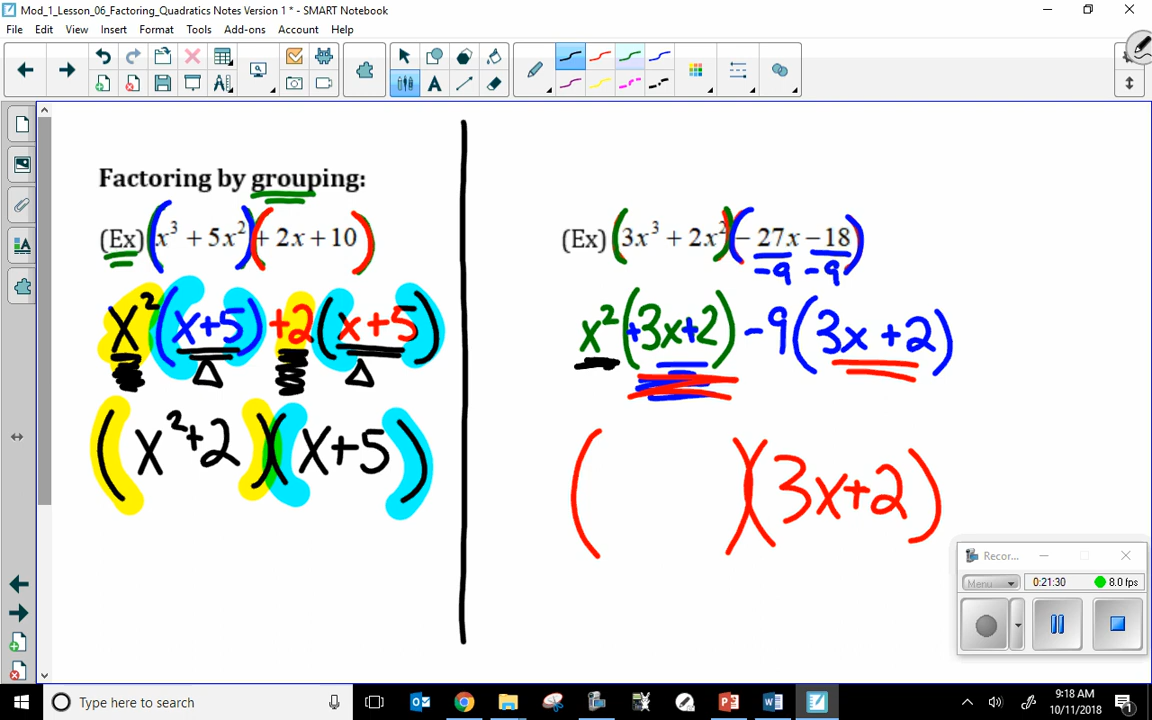 Mod_1_Lesson_06_Factoring_Quadratics Notes Version 1 * - SMART Notebook
File Edit View Insert Format Tools Add-ons Account Help
Factoring by grouping:
(Ex) (x³ + 5x²)(+ 2x + 10)
x²(x+5) +2(x+5)
(x²+2)(x+5)
(Ex) (3x³ + 2x²)(− 27x − 18)
-9 -9
x²(+3x+2) -9(3x+2)
( )(3x+2)
Recor...
Menu 0:21:30 8.0 fps
Type here to search
9:18 AM
10/11/2018
1